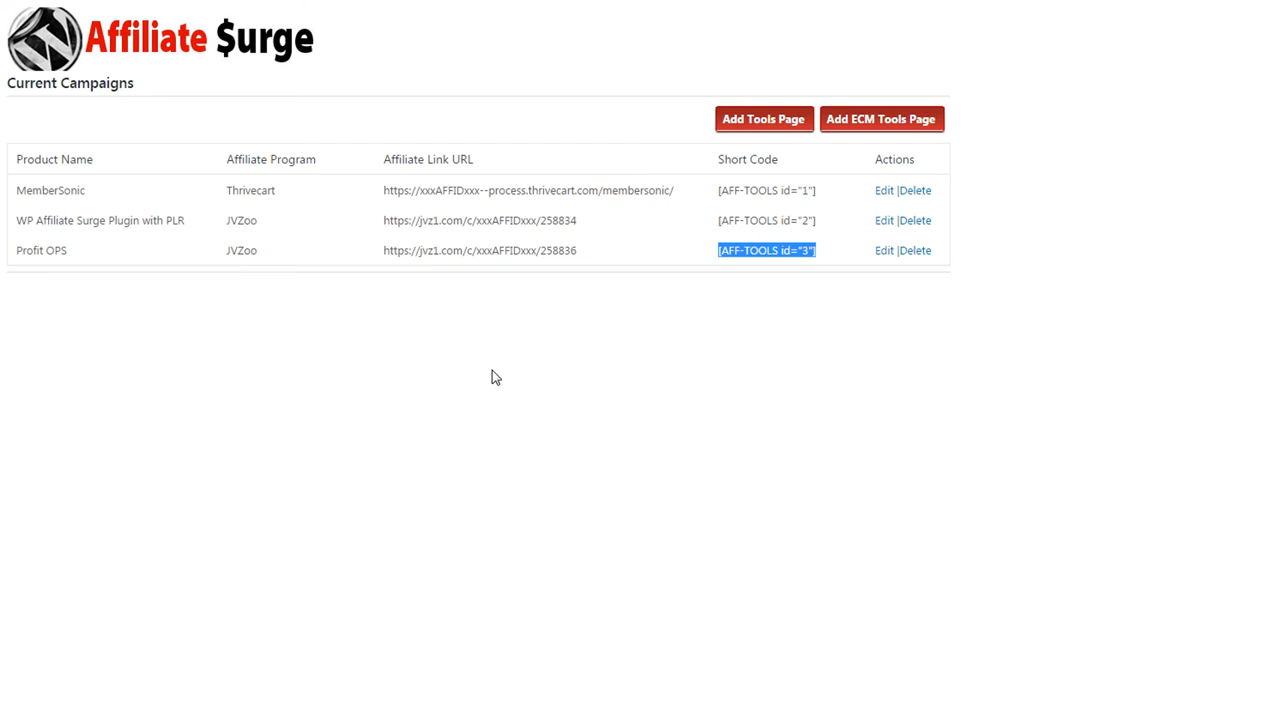 Affiliate $urge
Current Campaigns
Add Tools Page Add ECM Tools Page
Product Name Affiliate Program Affiliate Link URL Short Code Actions
MemberSonic Thrivecart https://xxxAFFIDxxx--process.thrivecart.com/membersonic/ [AFF-TOOLS id="1"] Edit |Delete
WP Affiliate Surge Plugin with PLR JVZoo https://jvz1.com/c/xxxAFFIDxxx/258834 [AFF-TOOLS id="2"] Edit |Delete
Profit OPS JVZoo https://jvz1.com/c/xxxAFFIDxxx/258836 [AFF-TOOLS id="3"] Edit |Delete